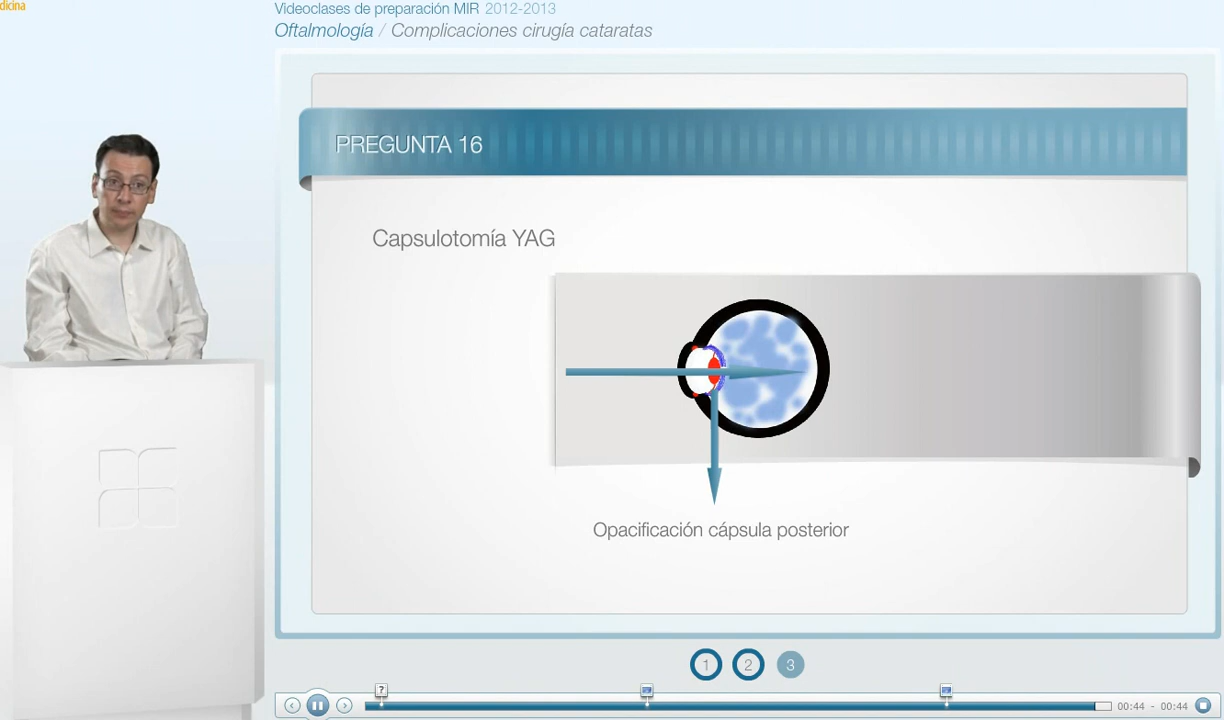 dicina
Videoclases de preparación MIR 2012-2013
Oftalmología / Complicaciones cirugía cataratas
PREGUNTA 16
Capsulotomía YAG
Opacificación cápsula posterior
1 2 3
?
00:44 - 00:44